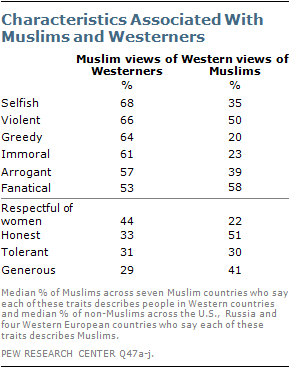 Characteristics Associated With
Muslims and Westerners
Muslim views of Western views of
Westerners Muslims
% %
Selfish 68 35
Violent 66 50
Greedy 64 20
Immoral 61 23
Arrogant 57 39
Fanatical 53 58
Respectful of
women 44 22
Honest 33 51
Tolerant 31 30
Generous 29 41
Median % of Muslims across seven Muslim countries who say
each of these traits describes people in Western countries
and median % of non-Muslims across the U.S., Russia and
four Western European countries who say each of these
traits describes Muslims.
PEW RESEARCH CENTER Q47a-j.